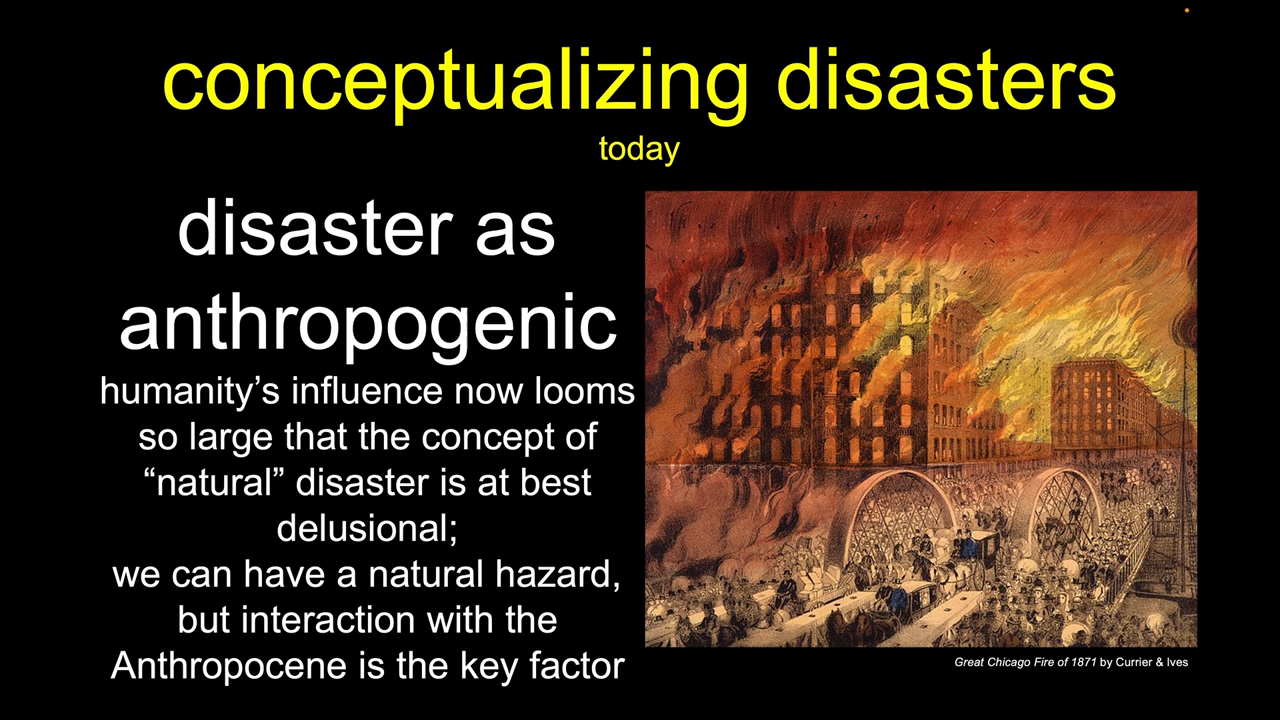 conceptualizing disasters
today
disaster as
anthropogenic
humanity’s influence now looms
so large that the concept of
“natural” disaster is at best
delusional;
we can have a natural hazard,
but interaction with the
Anthropocene is the key factor
Great Chicago Fire of 1871 by Currier & Ives